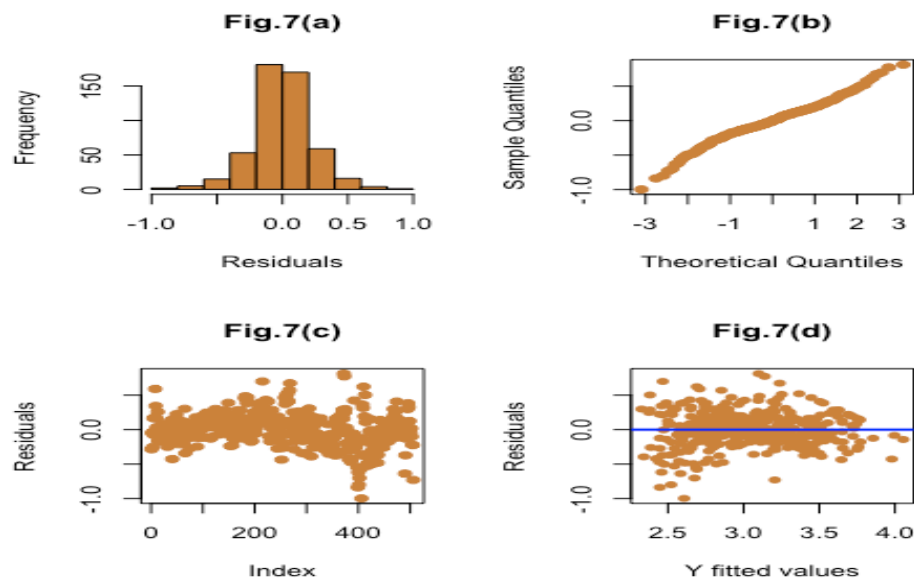 Fig.7(a)
Frequency
0 50 150
-1.0 0.0 0.5 1.0
Residuals
Fig.7(b)
Sample Quantiles
-1.0 0.0
-3 -1 0 1 2 3
Theoretical Quantiles
Fig.7(c)
Residuals
-1.0 0.0
0 200 400
Index
Fig.7(d)
Residuals
-1.0 0.0
2.5 3.0 3.5 4.0
Y fitted values